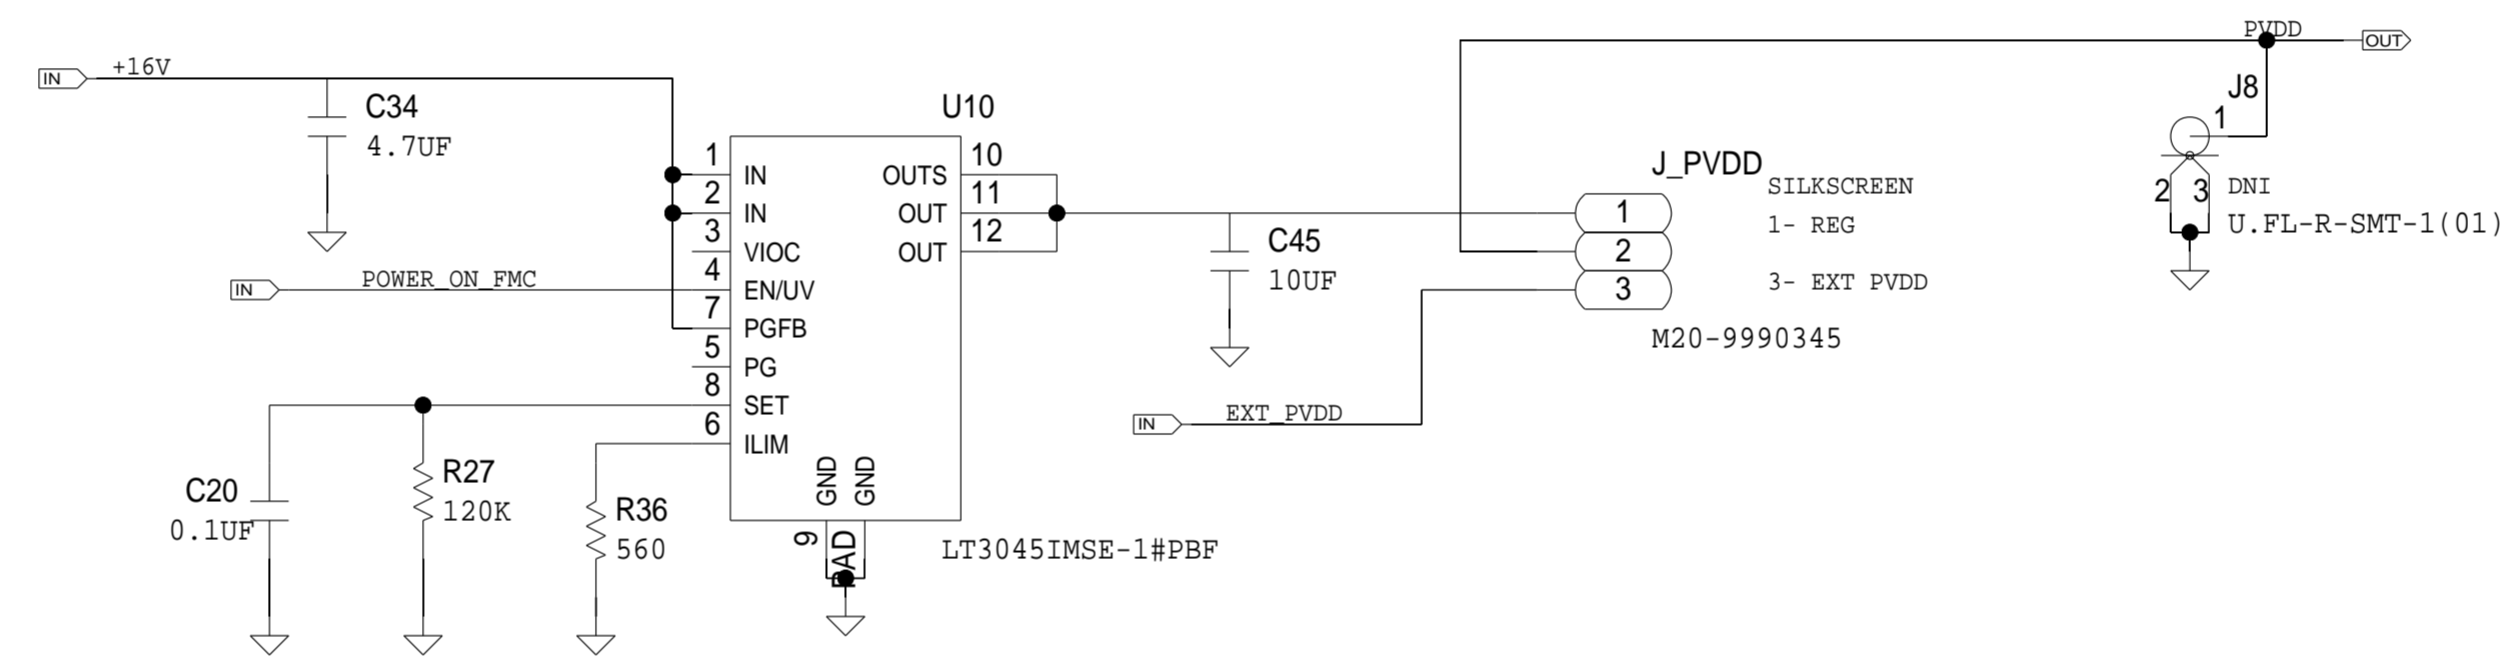 PVDD
OUT
IN
+16V
J8
1
C34
4.7UF
U10
1
IN
2
IN
3
VIOC
4
EN/UV
7
PGFB
5
PG
8
SET
6
ILIM
OUTS
10
OUT
11
OUT
12
GND
GND
9
PAD
LT3045IMSE-1#PBF
IN
POWER_ON_FMC
C20
0.1UF
R27
120K
R36
560
C45
10UF
J_PVDD
SILKSCREEN
1
1- REG
2
3
3- EXT PVDD
M20-9990345
IN
EXT_PVDD
2
3
DNI
U.FL-R-SMT-1(01)